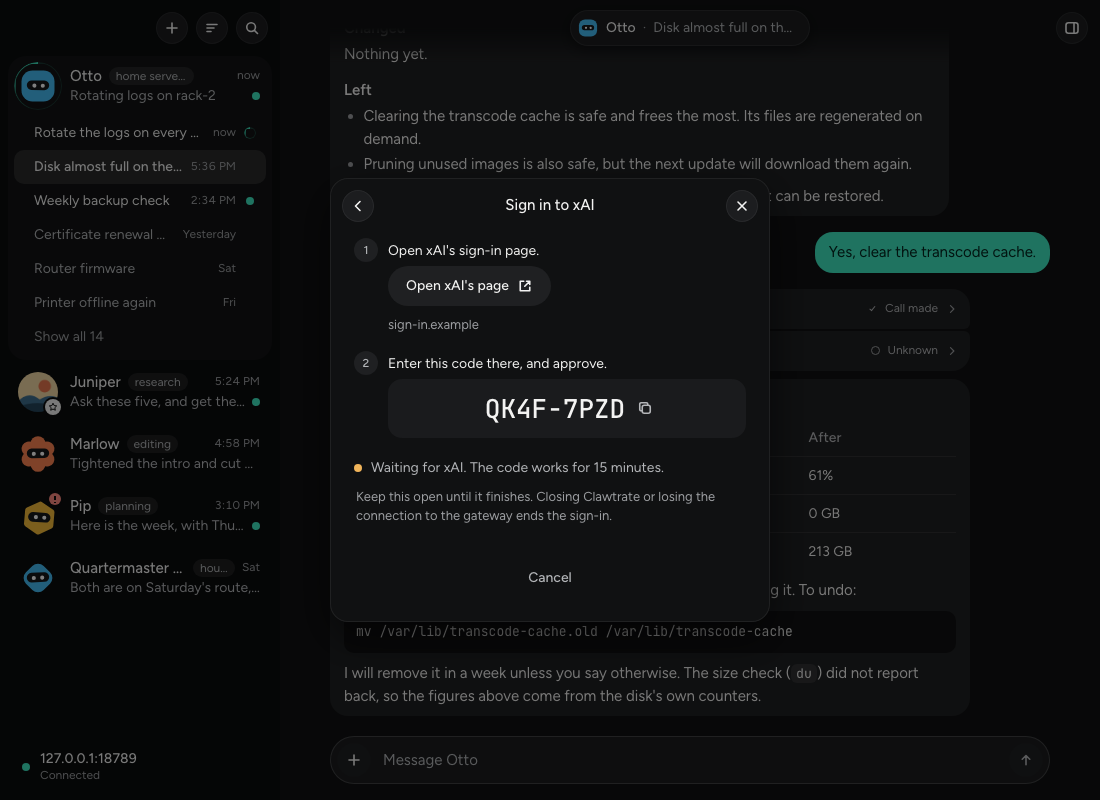 Otto · Disk almost full on th...
Otto home serve... now
Rotating logs on rack-2
Rotate the logs on every ... now
Disk almost full on the... 5:36 PM
Weekly backup check 2:34 PM
Certificate renewal ... Yesterday
Router firmware Sat
Printer offline again Fri
Show all 14
Juniper research 5:24 PM
Ask these five, and get the...
Marlow editing 4:58 PM
Tightened the intro and cut ...
Pip planning 3:10 PM
Here is the week, with Thu...
Quartermaster ... hou... Sat
Both are on Saturday's route,...
127.0.0.1:18789
Connected
Nothing yet.
Left
Clearing the transcode cache is safe and frees the most. Its files are regenerated on
demand.
Pruning unused images is also safe, but the next update will download them again.
can be restored.
Yes, clear the transcode cache.
Call made
Unknown
Sign in to xAI
1 Open xAI's sign-in page.
Open xAI's page
sign-in.example
2 Enter this code there, and approve.
QK4F-7PZD
Waiting for xAI. The code works for 15 minutes.
Keep this open until it finishes. Closing Clawtrate or losing the
connection to the gateway ends the sign-in.
Cancel
After
61%
0 GB
213 GB
it. To undo:
mv /var/lib/transcode-cache.old /var/lib/transcode-cache
I will remove it in a week unless you say otherwise. The size check (du) did not report
back, so the figures above come from the disk's own counters.
Message Otto